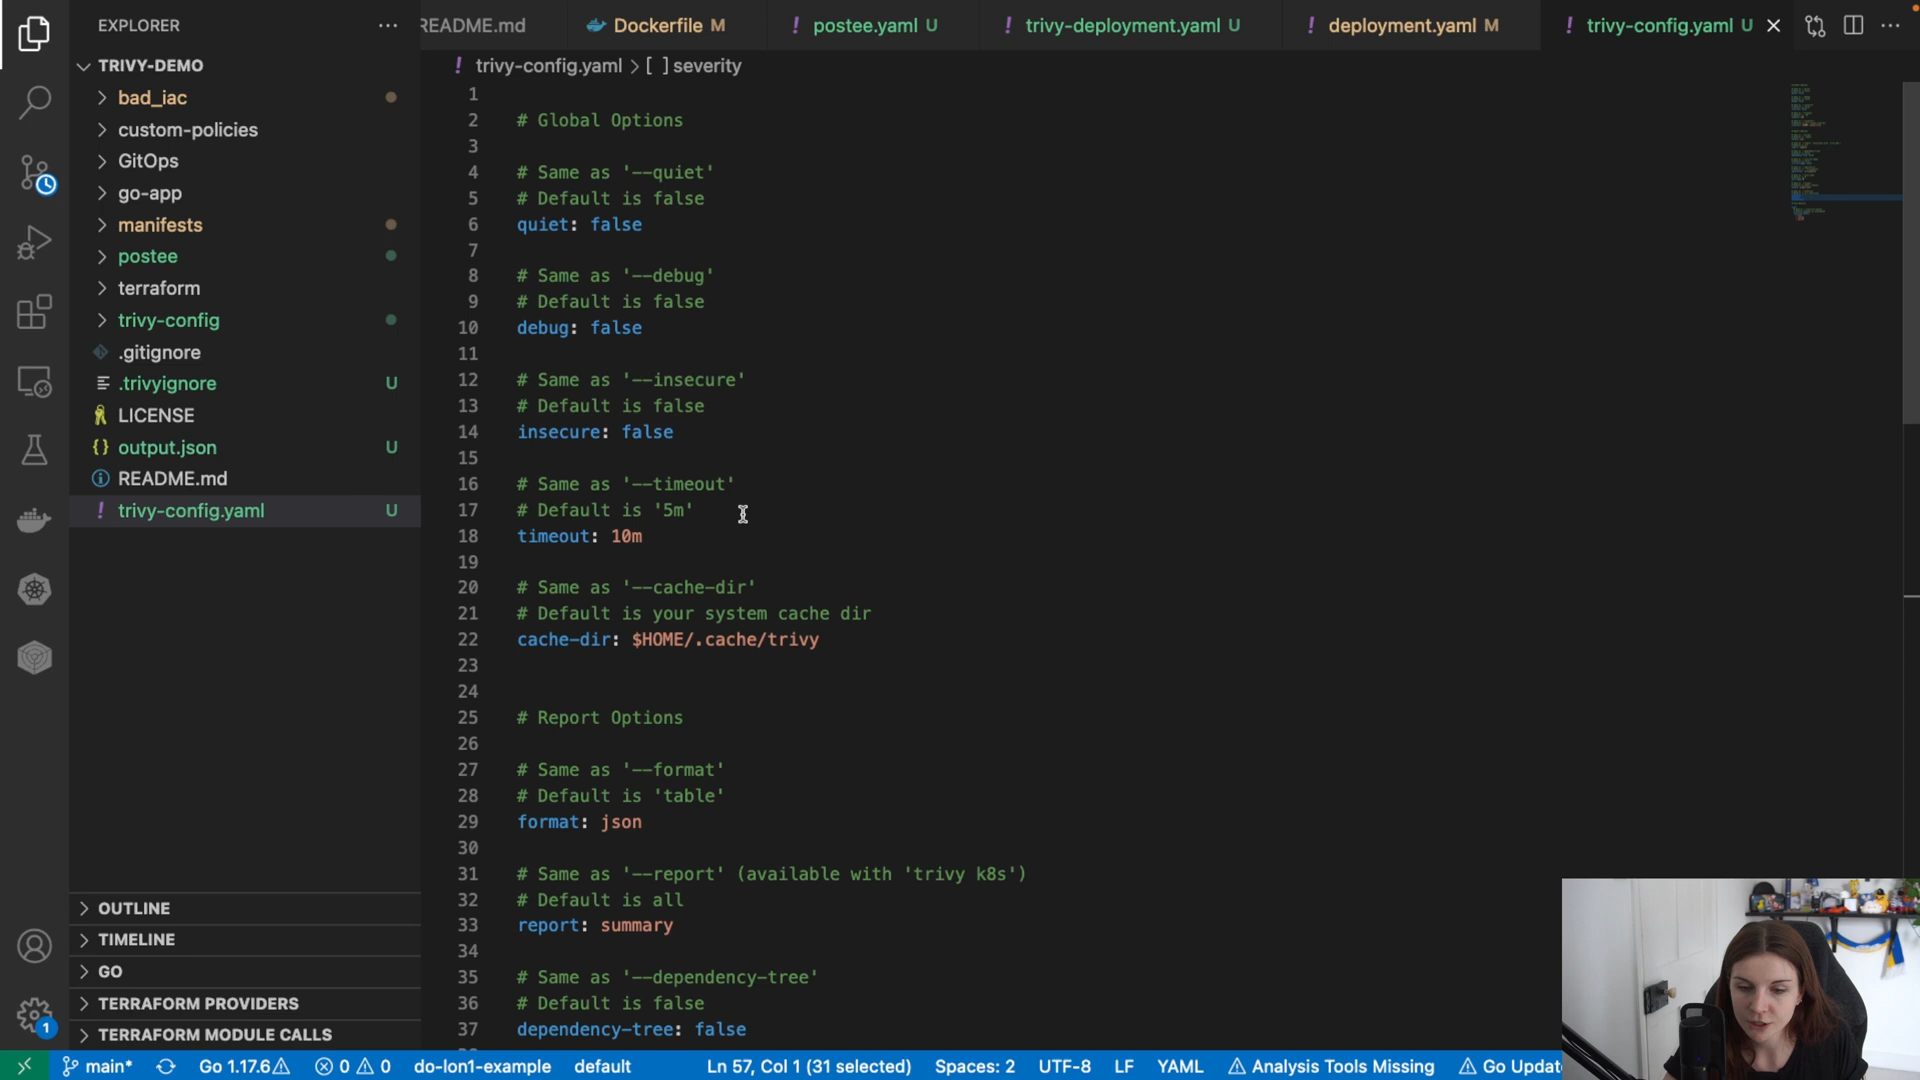 EXPLORER
README.md
Dockerfile M
! postee.yaml U
! trivy-deployment.yaml U
! deployment.yaml M
! trivy-config.yaml U
TRIVY-DEMO
bad_iac
custom-policies
GitOps
go-app
manifests
postee
terraform
trivy-config
.gitignore
.trivyignore U
LICENSE
{} output.json U
README.md
! trivy-config.yaml U
OUTLINE
TIMELINE
GO
TERRAFORM PROVIDERS
TERRAFORM MODULE CALLS
1
! trivy-config.yaml > [ ] severity
1
2 # Global Options
3
4 # Same as '--quiet'
5 # Default is false
6 quiet: false
7
8 # Same as '--debug'
9 # Default is false
10 debug: false
11
12 # Same as '--insecure'
13 # Default is false
14 insecure: false
15
16 # Same as '--timeout'
17 # Default is '5m'
18 timeout: 10m
19
20 # Same as '--cache-dir'
21 # Default is your system cache dir
22 cache-dir: $HOME/.cache/trivy
23
24
25 # Report Options
26
27 # Same as '--format'
28 # Default is 'table'
29 format: json
30
31 # Same as '--report' (available with 'trivy k8s')
32 # Default is all
33 report: summary
34
35 # Same as '--dependency-tree'
36 # Default is false
37 dependency-tree: false
main* Go 1.17.6 0 0 do-lon1-example default Ln 57, Col 1 (31 selected) Spaces: 2 UTF-8 LF YAML Analysis Tools Missing Go Updat